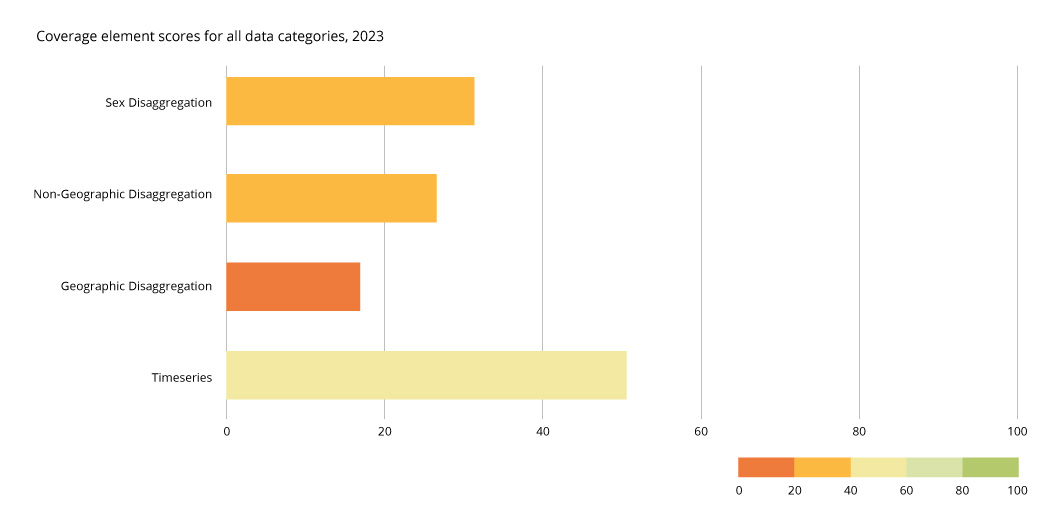 Coverage element scores for all data categories, 2023
Sex Disaggregation
Non-Geographic Disaggregation
Geographic Disaggregation
Timeseries
0 20 40 60 80 100
0 20 40 60 80 100